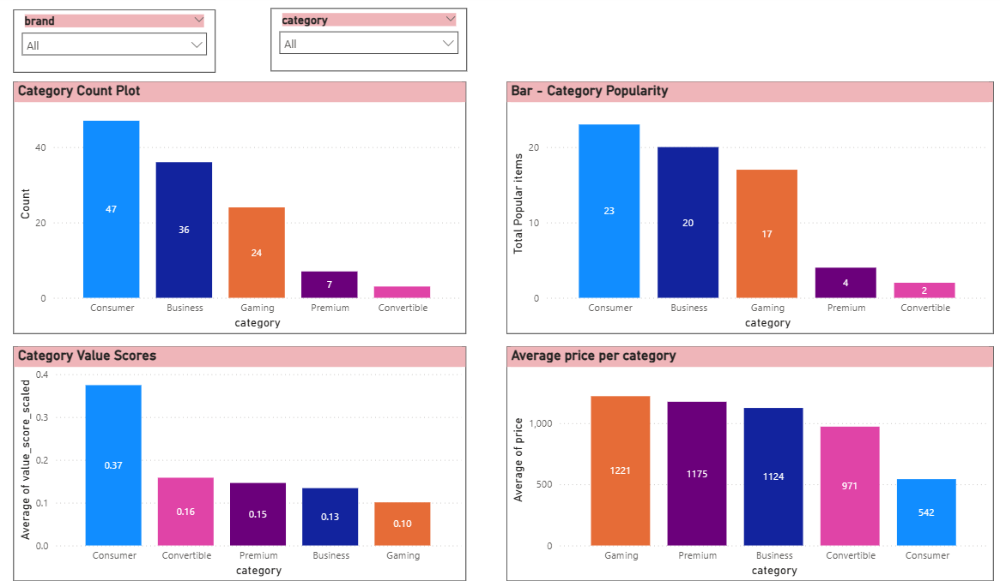 brand
All
category
All
Category Count Plot
Count
40
20
0
47
36
24
7
Consumer Business Gaming Premium Convertible
category
Bar - Category Popularity
Total Popular items
20
10
0
23
20
17
4
2
Consumer Business Gaming Premium Convertible
category
Category Value Scores
Average of value_score_scaled
0.4
0.3
0.2
0.1
0.0
0.37
0.16
0.15
0.13
0.10
Consumer Convertible Premium Business Gaming
category
Average price per category
Average of price
1,000
500
0
1221
1175
1124
971
542
Gaming Premium Business Convertible Consumer
category